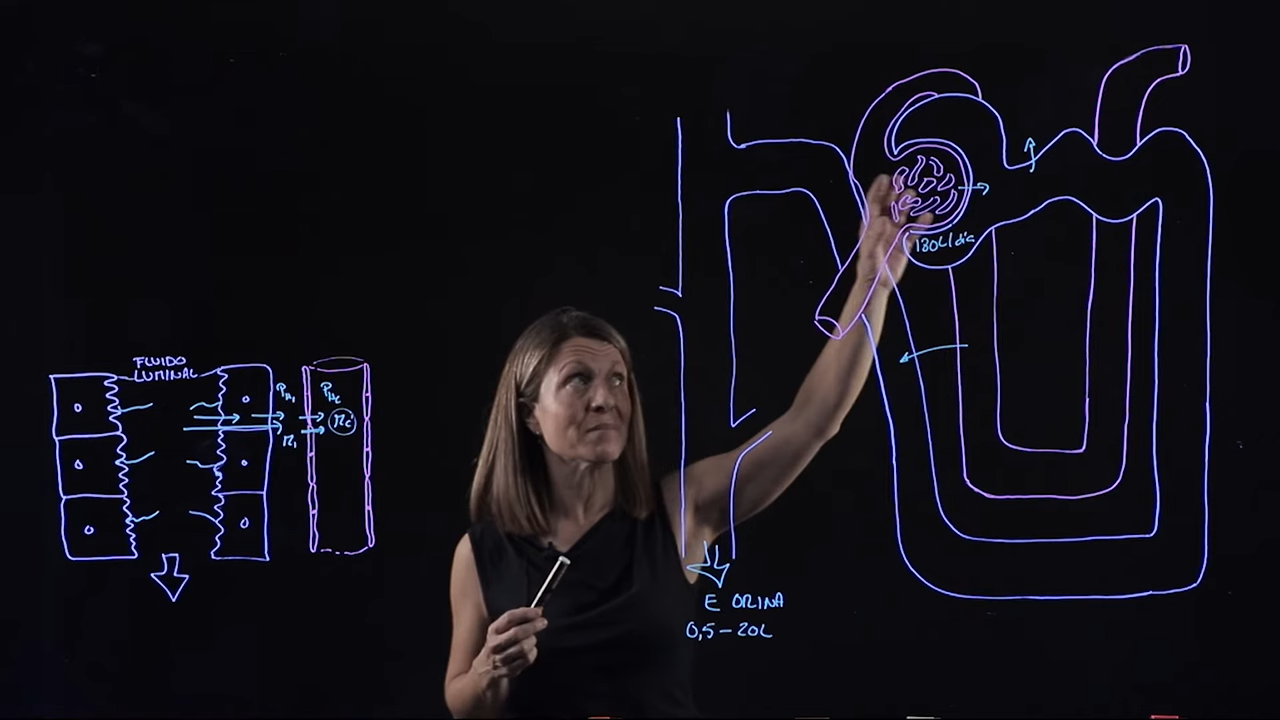 FLUIDO
LUMINAL
180L/día
E ORINA
0,5 – 20L